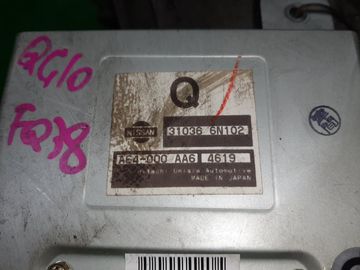 QG10
FQ38
Q
NISSAN
31036 6N102
A64-000 AA6 4619
Hitachi Unisia Automotive
MADE IN JAPAN